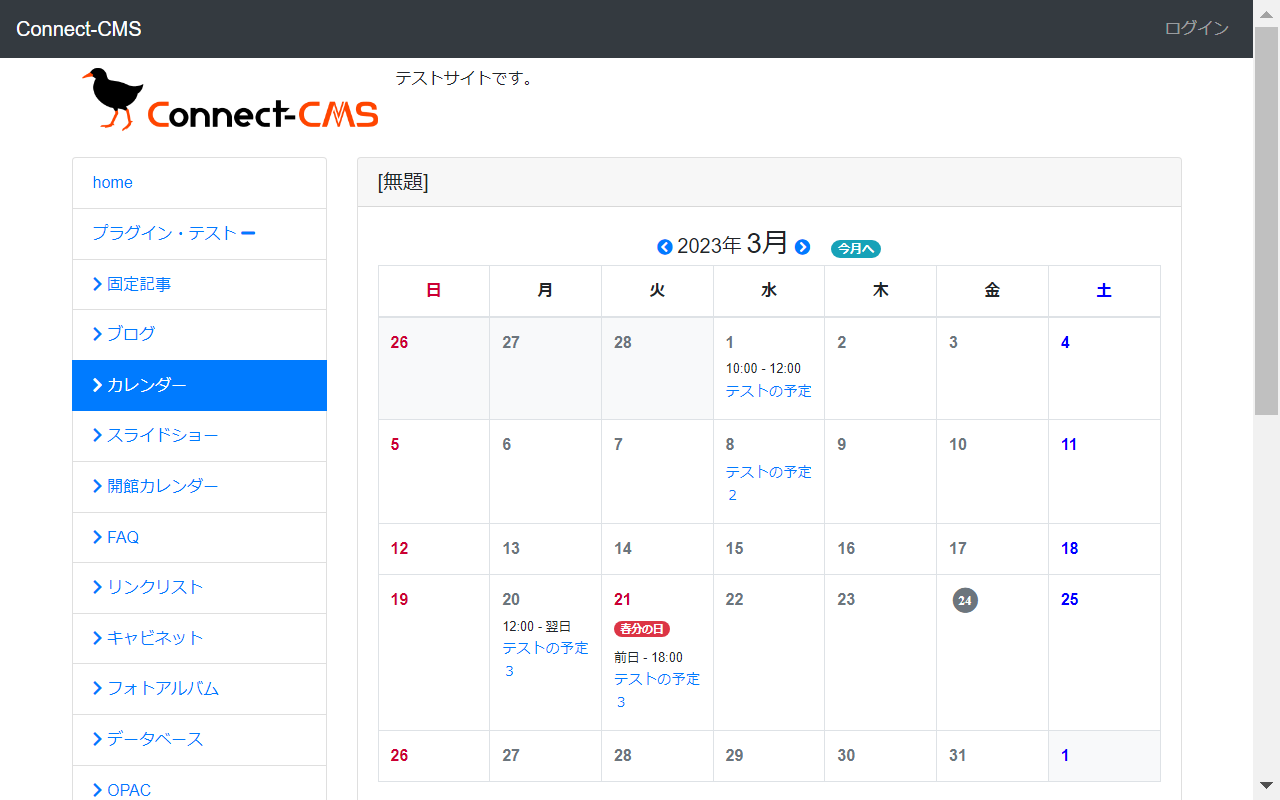 Connect-CMS
ログイン
Connect-CMS
テストサイトです。
home
プラグイン・テスト
固定記事
ブログ
カレンダー
スライドショー
開館カレンダー
FAQ
リンクリスト
キャビネット
フォトアルバム
データベース
OPAC
[無題]
2023年 3月 今月へ
日 月 火 水 木 金 土
26 27 28 1 2 3 4
10:00 - 12:00
テストの予定
5 6 7 8 9 10 11
テストの予定
2
12 13 14 15 16 17 18
19 20 21 22 23 24 25
12:00 - 翌日
テストの予定
3
春分の日
前日 - 18:00
テストの予定
3
26 27 28 29 30 31 1